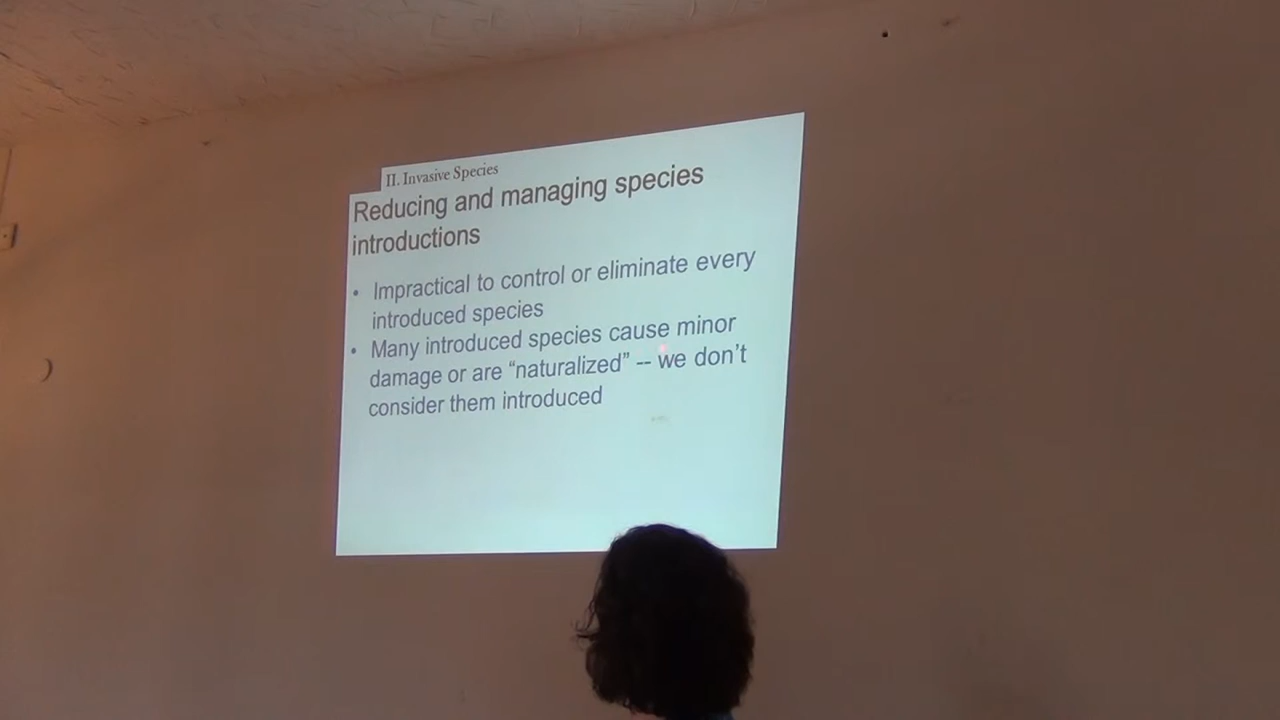 II. Invasive Species
Reducing and managing species
introductions
• Impractical to control or eliminate every
introduced species
• Many introduced species cause minor
damage or are “naturalized” -- we don’t
consider them introduced